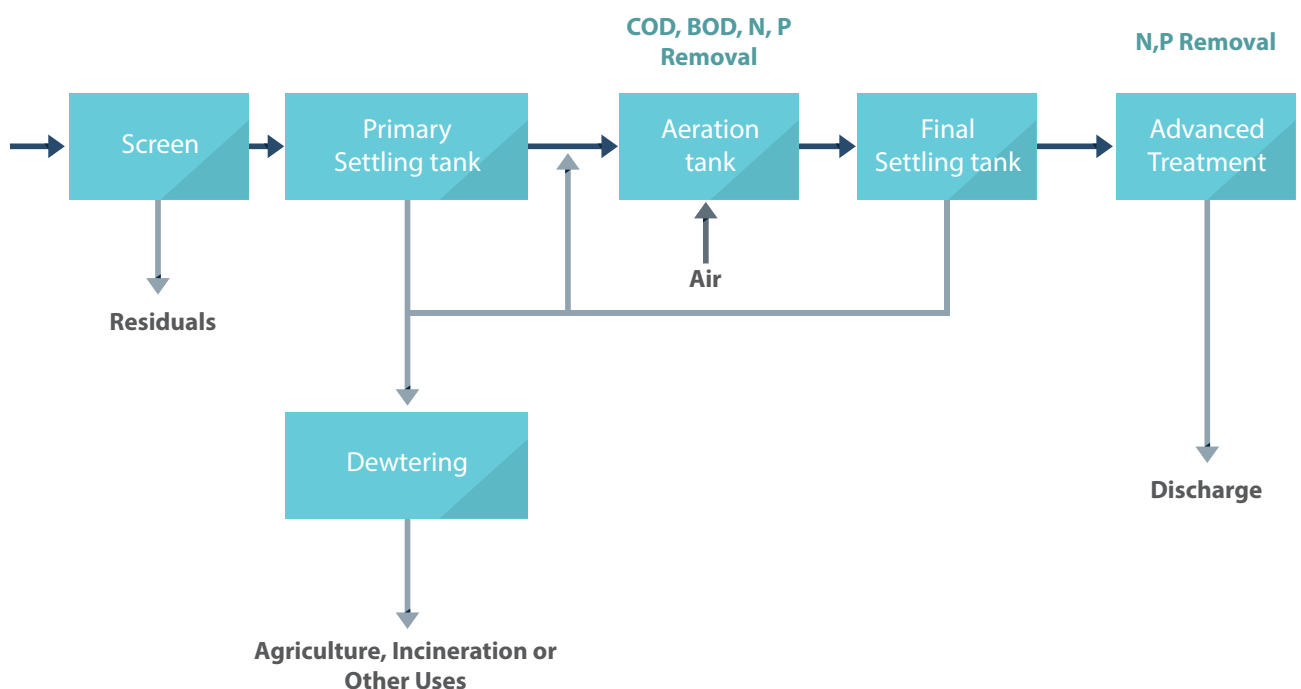 COD, BOD, N, P
Removal
N,P Removal
Screen
Primary
Settling tank
Aeration
tank
Final
Settling tank
Advanced
Treatment
Air
Residuals
Dewtering
Discharge
Agriculture, Incineration or
Other Uses